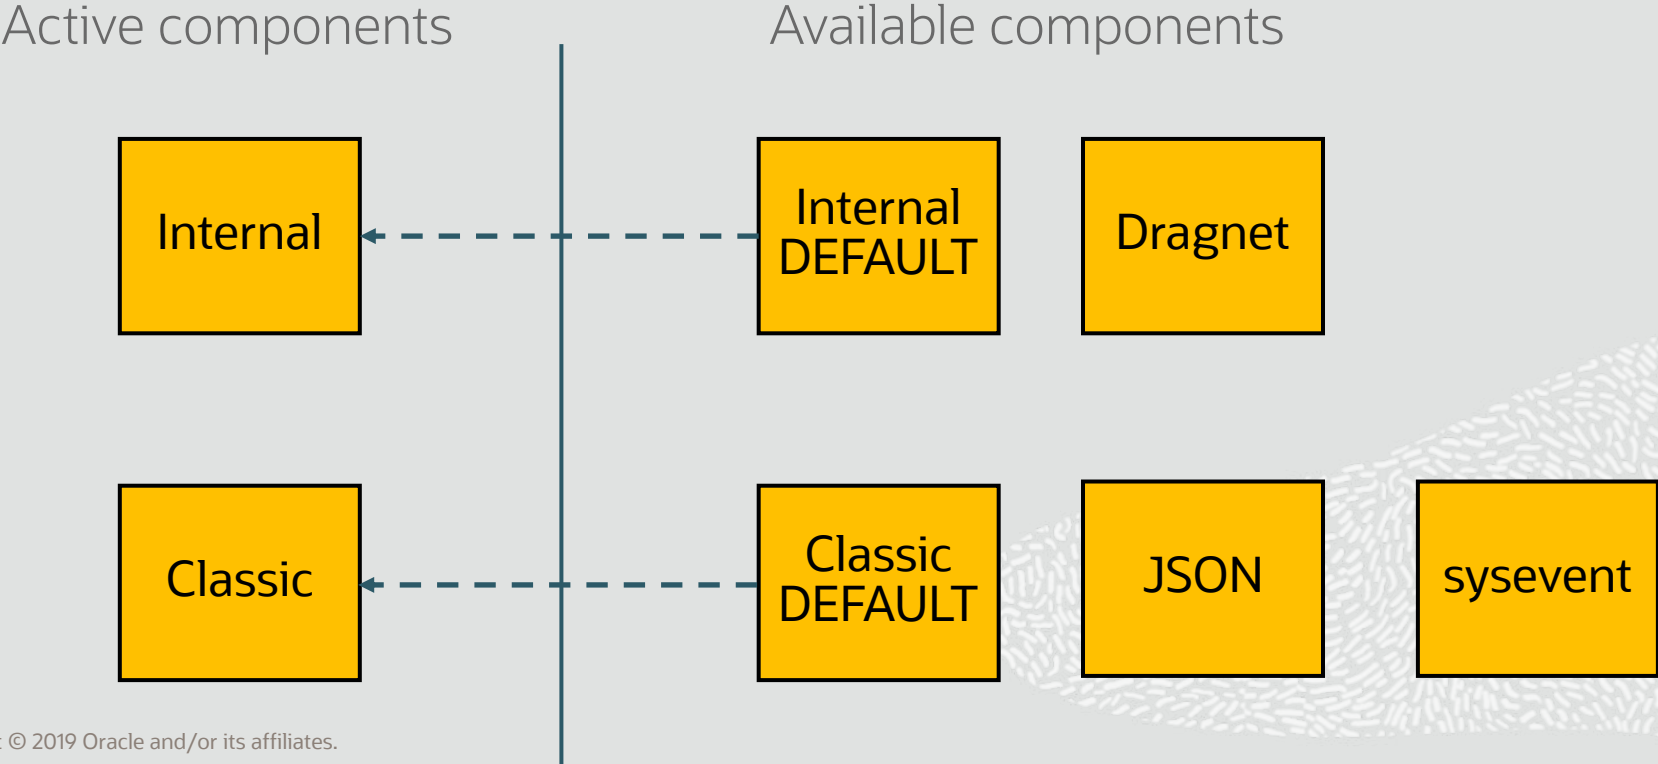 Active components
Available components
Internal
Internal
DEFAULT
Dragnet
Classic
Classic
DEFAULT
JSON
sysevent
© 2019 Oracle and/or its affiliates.